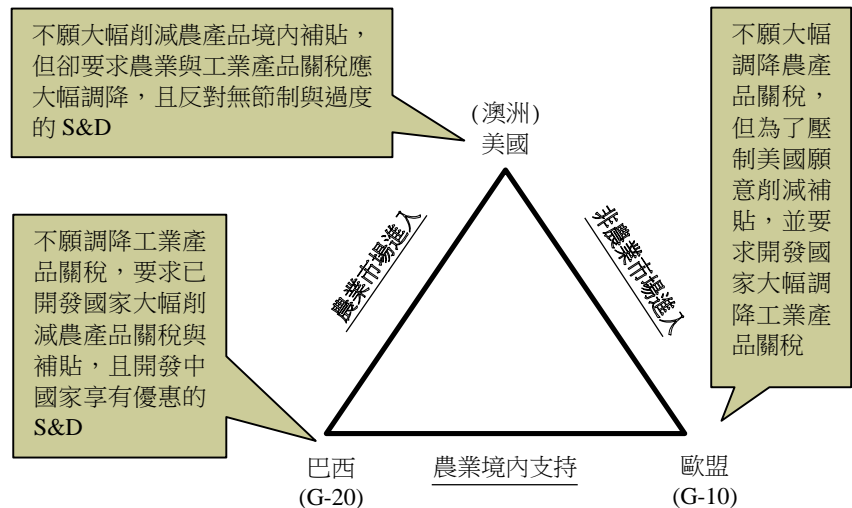 不願大幅削減農產品境內補貼，
但卻要求農業與工業產品關稅應
大幅調降，且反對無節制與過度
的 S&D
(澳洲)
美國
不願大幅
調降農產
品關稅，
但為了壓
制美國願
意削減補
貼，並要
求開發國
家大幅調
降工業產
品關稅
農業市場進入
非農業市場進入
不願調降工業產
品關稅，要求已
開發國家大幅削
減農產品關稅與
補貼，且開發中
國家享有優惠的
S&D
巴西
(G-20)
農業境內支持
歐盟
(G-10)